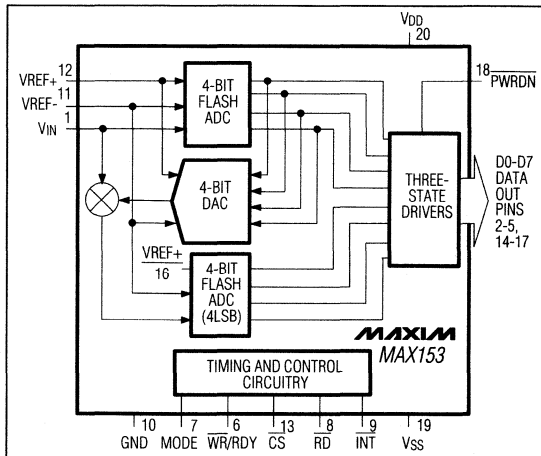 VDD
20
12
VREF+
11
VREF-
1
VIN
4-BIT
FLASH
ADC
18
PWRDN
4-BIT
DAC
THREE-
STATE
DRIVERS
D0-D7
DATA
OUT
PINS
2-5,
14-17
VREF+
16
4-BIT
FLASH
ADC
(4LSB)
MAXIM
MAX153
TIMING AND CONTROL
CIRCUITRY
10 7 6 13 8 9 19
GND MODE WR/RDY CS RD INT VSS